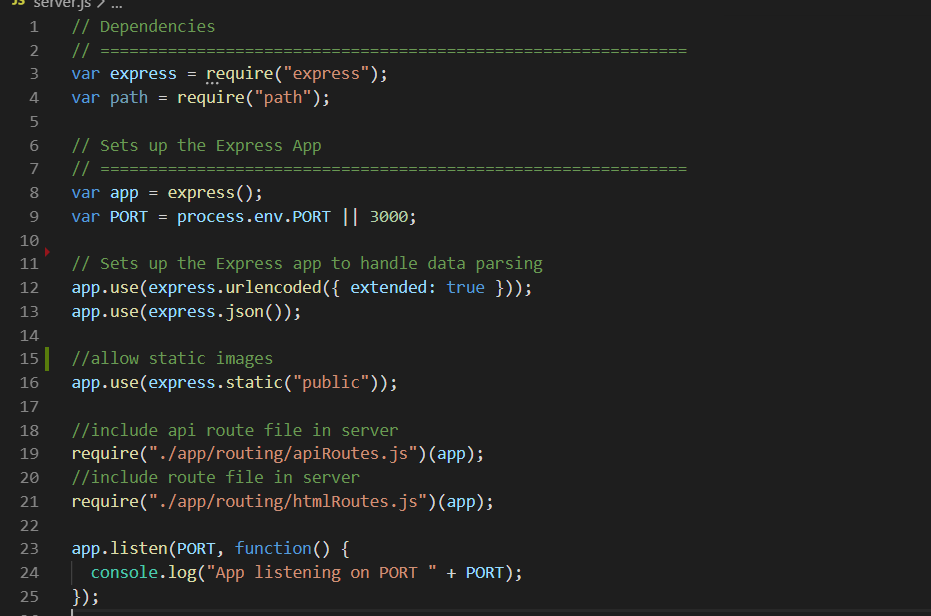 JS server.js > ...
1 // Dependencies
2 // =============================================================
3 var express = require("express");
4 var path = require("path");
5
6 // Sets up the Express App
7 // =============================================================
8 var app = express();
9 var PORT = process.env.PORT || 3000;
10
11 // Sets up the Express app to handle data parsing
12 app.use(express.urlencoded({ extended: true }));
13 app.use(express.json());
14
15 //allow static images
16 app.use(express.static("public"));
17
18 //include api route file in server
19 require("./app/routing/apiRoutes.js")(app);
20 //include route file in server
21 require("./app/routing/htmlRoutes.js")(app);
22
23 app.listen(PORT, function() {
24   console.log("App listening on PORT " + PORT);
25 });